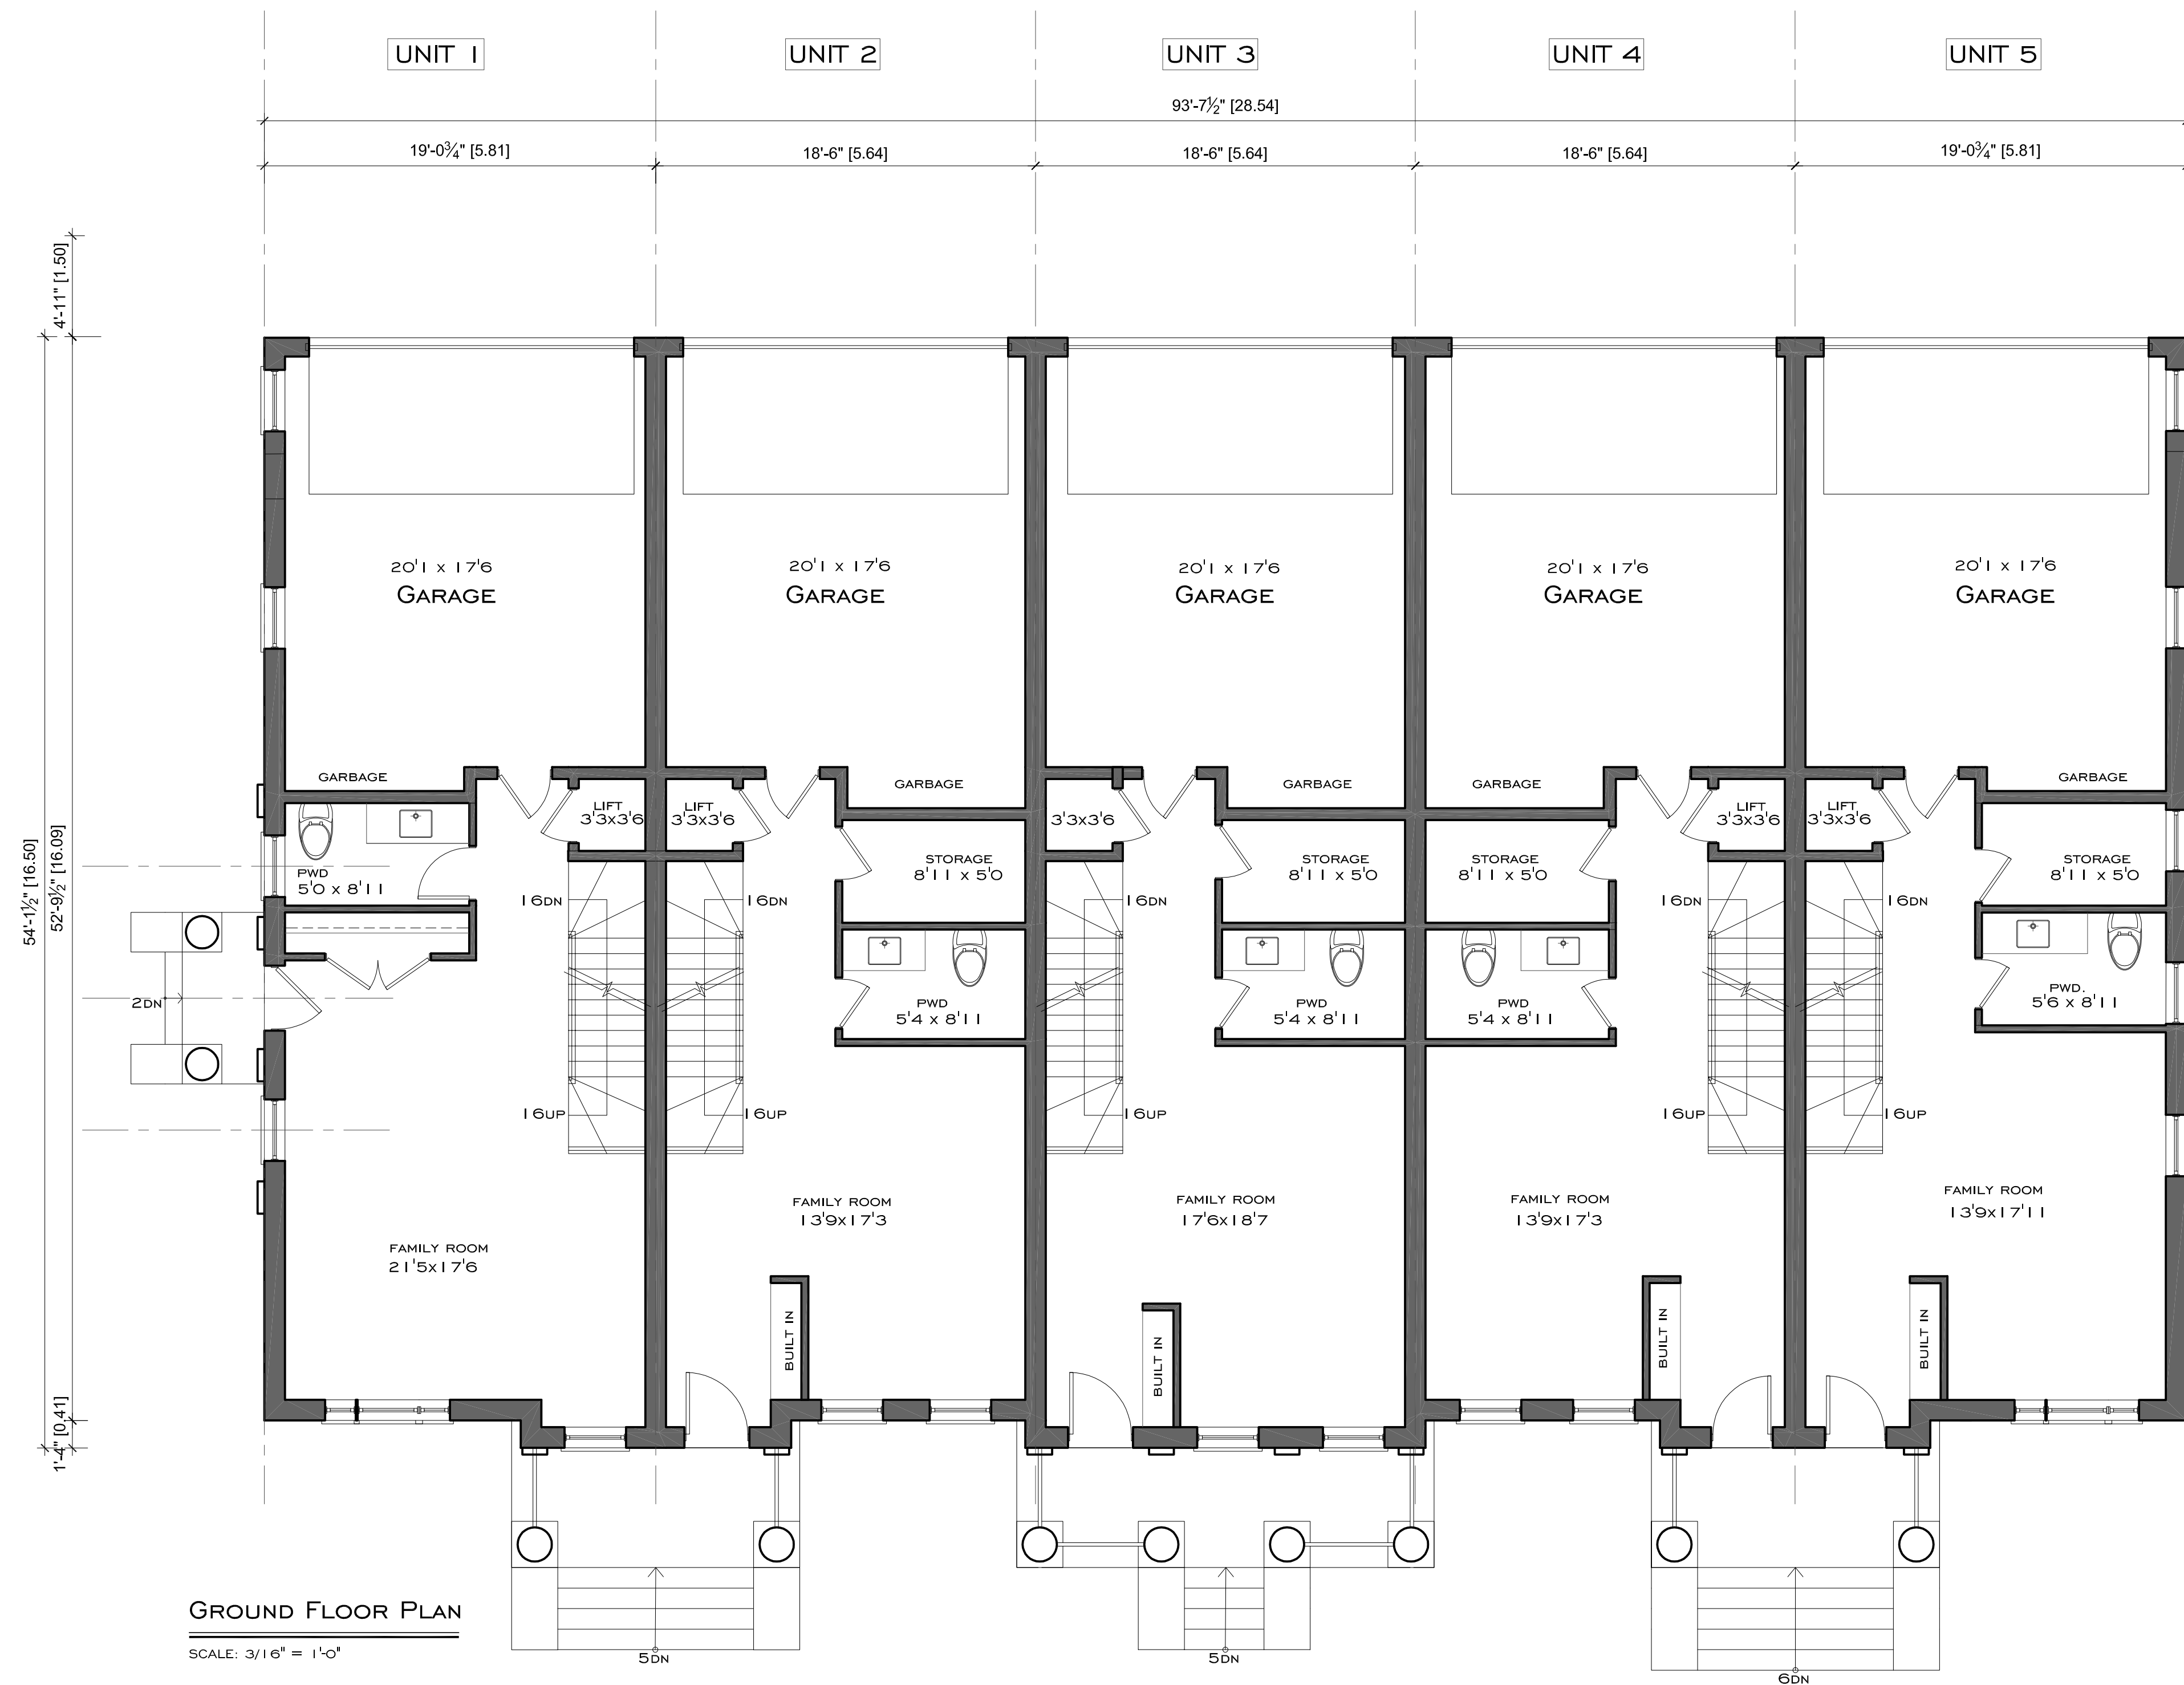 UNIT 1
UNIT 2
UNIT 3
UNIT 4
UNIT 5
93'-7½" [28.54]
19'-0¾" [5.81]
18'-6" [5.64]
18'-6" [5.64]
18'-6" [5.64]
19'-0¾" [5.81]
4'-11" [1.50]
54'-1½" [16.50]
52'-9½" [16.09]
1'-4" [0.41]
20'1 x 17'6
GARAGE
20'1 x 17'6
GARAGE
20'1 x 17'6
GARAGE
20'1 x 17'6
GARAGE
20'1 x 17'6
GARAGE
GARBAGE
GARBAGE
GARBAGE
GARBAGE
GARBAGE
LIFT
3'3x3'6
LIFT
3'3x3'6
3'3x3'6
LIFT
3'3x3'6
LIFT
3'3x3'6
PWD
5'0 x 8'11
STORAGE
8'11 x 5'0
STORAGE
8'11 x 5'0
STORAGE
8'11 x 5'0
STORAGE
8'11 x 5'0
16DN
16DN
16DN
16DN
16DN
2DN
PWD
5'4 x 8'11
PWD
5'4 x 8'11
PWD
5'4 x 8'11
PWD.
5'6 x 8'11
16UP
16UP
16UP
16UP
16UP
FAMILY ROOM
21'5x17'6
FAMILY ROOM
13'9x17'3
FAMILY ROOM
17'6x18'7
FAMILY ROOM
13'9x17'3
FAMILY ROOM
13'9x17'11
BUILT IN
BUILT IN
BUILT IN
BUILT IN
5DN
5DN
6DN
GROUND FLOOR PLAN
SCALE: 3/16" = 1'-0"